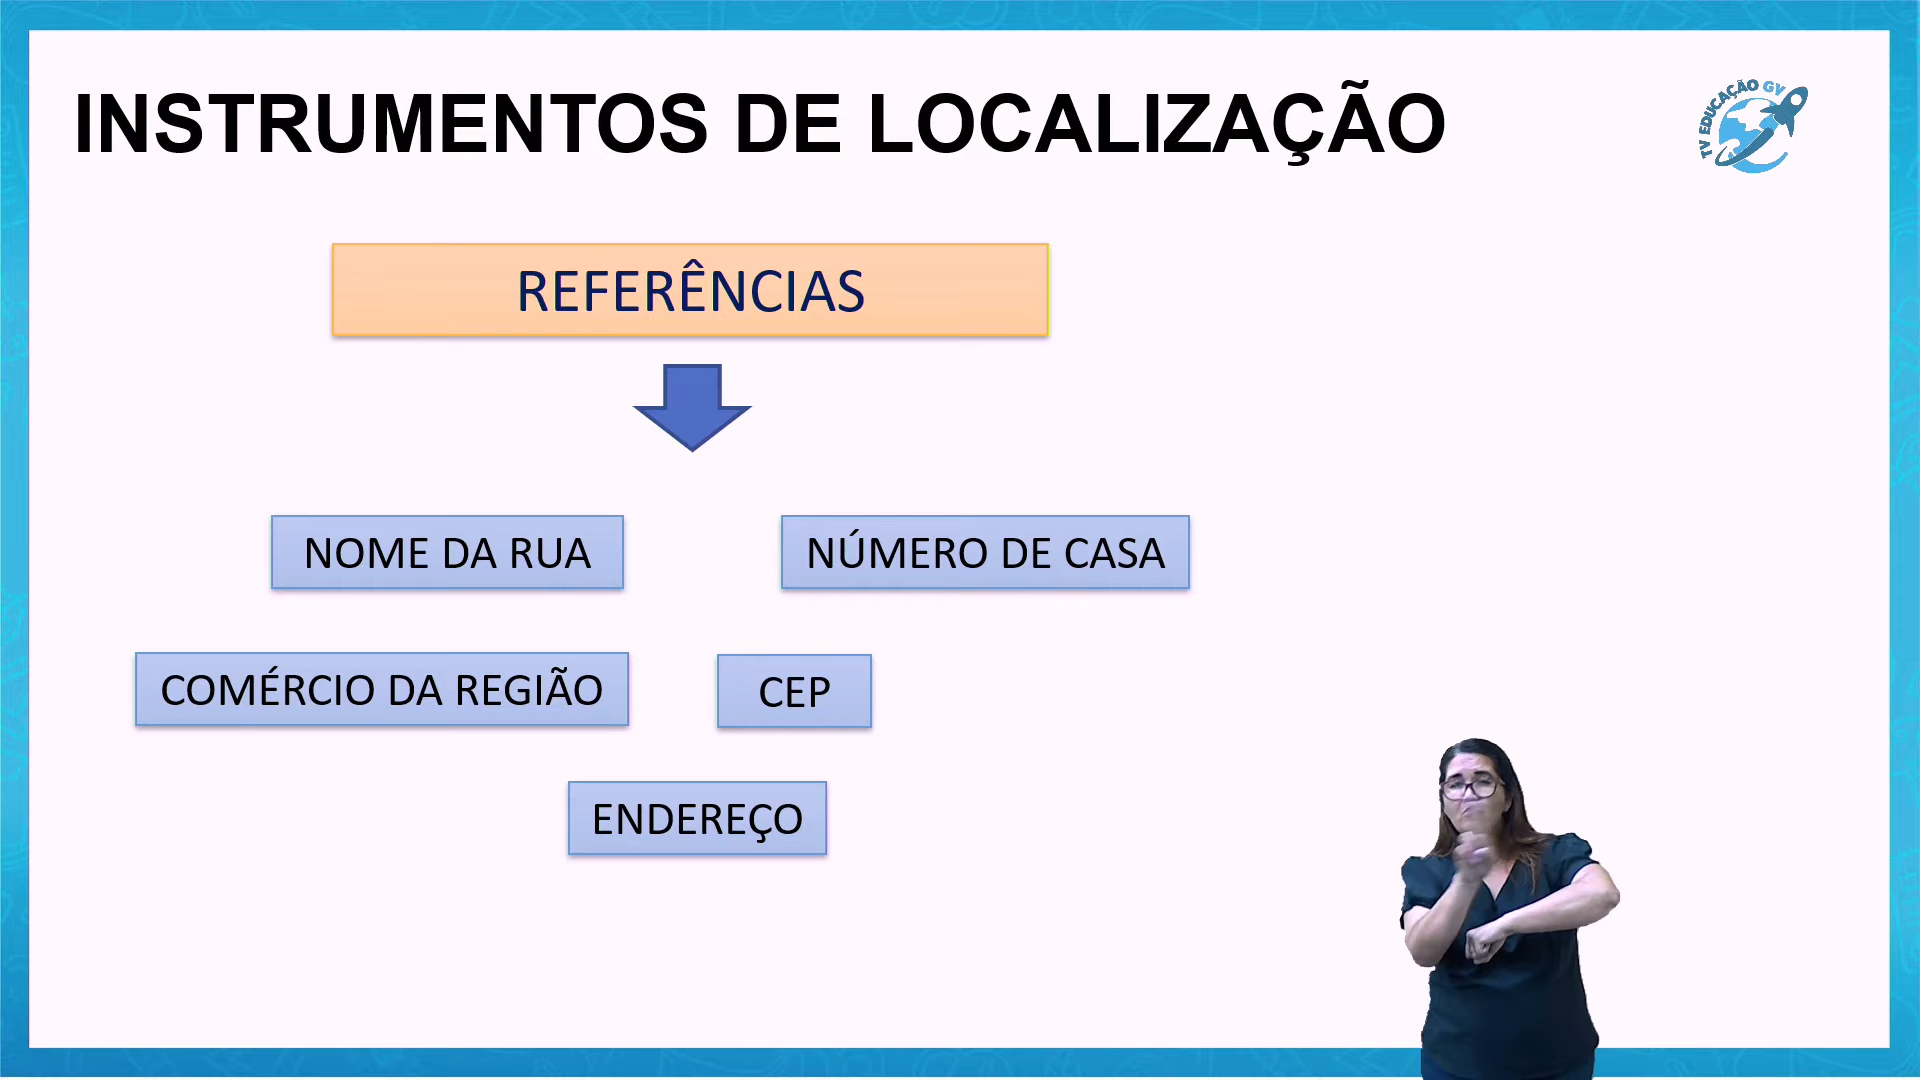 INSTRUMENTOS DE LOCALIZAÇÃO
TV EDUCAÇÃO GV
REFERÊNCIAS
NOME DA RUA
NÚMERO DE CASA
COMÉRCIO DA REGIÃO
CEP
ENDEREÇO